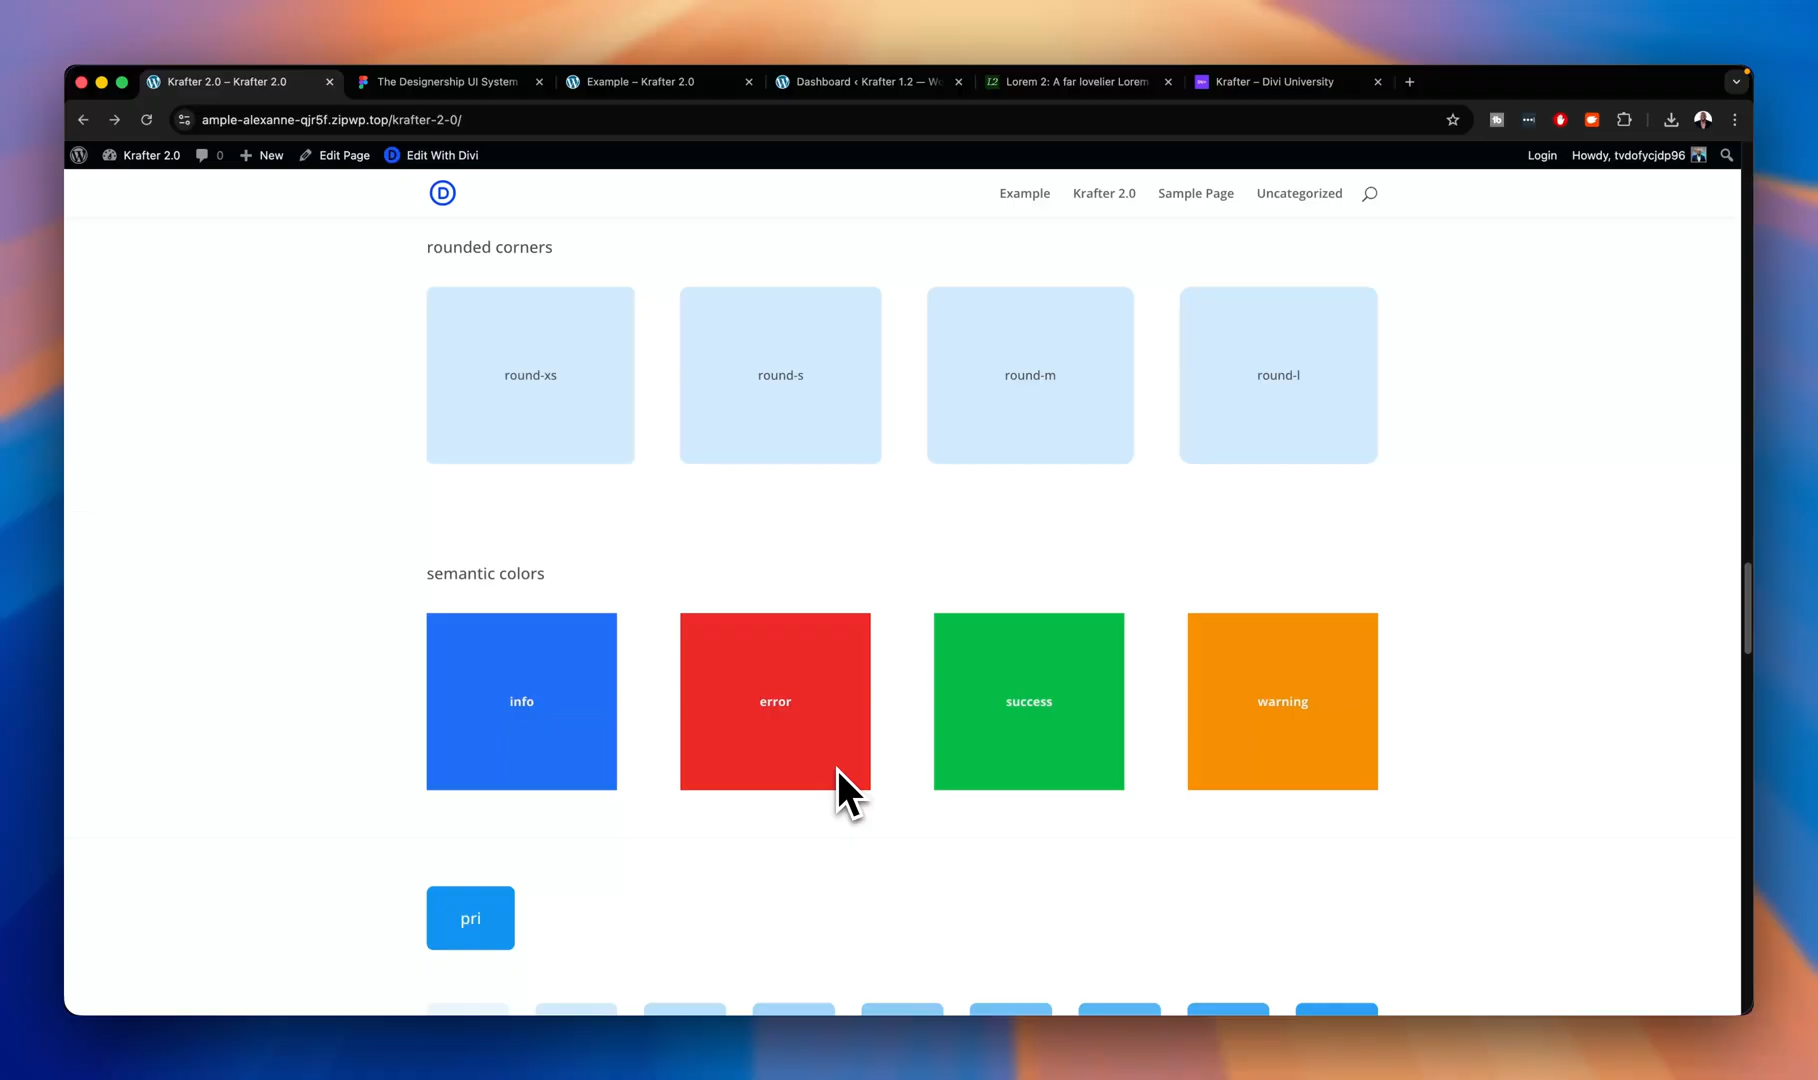 Krafter 2.0 – Krafter 2.0
The Designership UI System
Example – Krafter 2.0
Dashboard ‹ Krafter 1.2 — Wo
L2
Lorem 2: A far lovelier Lorem
Krafter – Divi University
ample-alexanne-qjr5f.zipwp.top/krafter-2-0/
Krafter 2.0
0
New
Edit Page
D
Edit With Divi
Login
Howdy, tvdofycjdp96
D
Example
Krafter 2.0
Sample Page
Uncategorized
rounded corners
round-xs
round-s
round-m
round-l
semantic colors
info
error
success
warning
pri